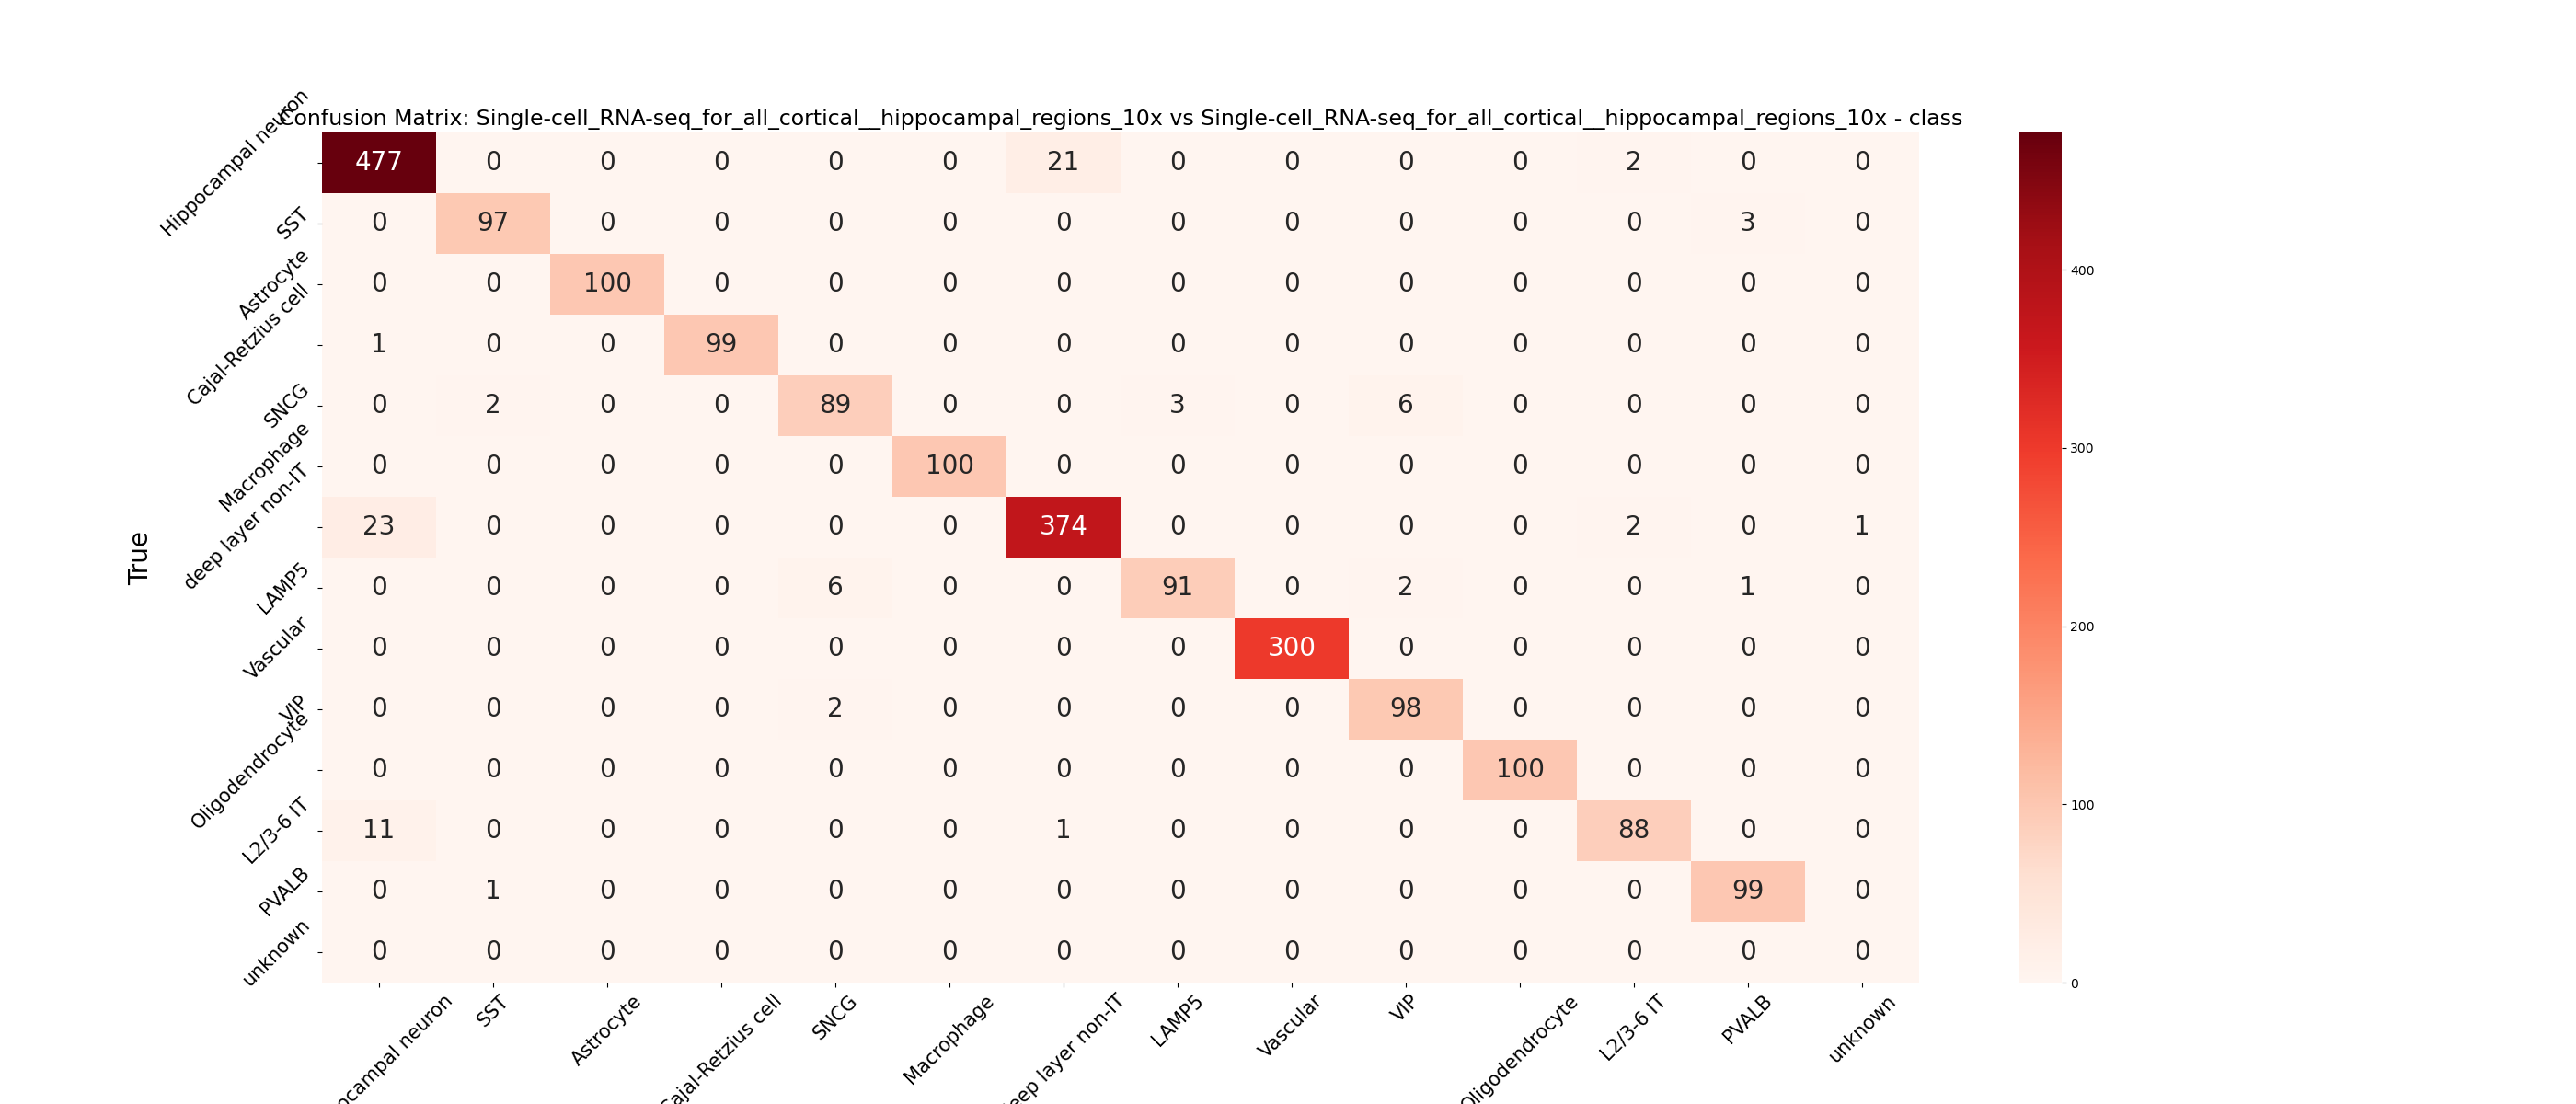 Confusion Matrix: Single-cell_RNA-seq_for_all_cortical__hippocampal_regions_10x vs Single-cell_RNA-seq_for_all_cortical__hippocampal_regions_10x - class
True
Hippocampal neuron 477 0 0 0 0 0 21 0 0 0 0 2 0 0
SST 0 97 0 0 0 0 0 0 0 0 0 0 3 0
Astrocyte 0 0 100 0 0 0 0 0 0 0 0 0 0 0
Cajal-Retzius cell 1 0 0 99 0 0 0 0 0 0 0 0 0 0
SNCG 0 2 0 0 89 0 0 3 0 6 0 0 0 0
Macrophage 0 0 0 0 0 100 0 0 0 0 0 0 0 0
deep layer non-IT 23 0 0 0 0 0 374 0 0 0 0 2 0 1
LAMP5 0 0 0 0 6 0 0 91 0 2 0 0 1 0
Vascular 0 0 0 0 0 0 0 0 300 0 0 0 0 0
VIP 0 0 0 0 2 0 0 0 0 98 0 0 0 0
Oligodendrocyte 0 0 0 0 0 0 0 0 0 0 100 0 0 0
L2/3-6 IT 11 0 0 0 0 0 1 0 0 0 0 88 0 0
PVALB 0 1 0 0 0 0 0 0 0 0 0 0 99 0
unknown 0 0 0 0 0 0 0 0 0 0 0 0 0 0
ocampal neuron SST Astrocyte Cajal-Retzius cell SNCG Macrophage eep layer non-IT LAMP5 Vascular VIP Oligodendrocyte L2/3-6 IT PVALB unknown
400
300
200
100
0